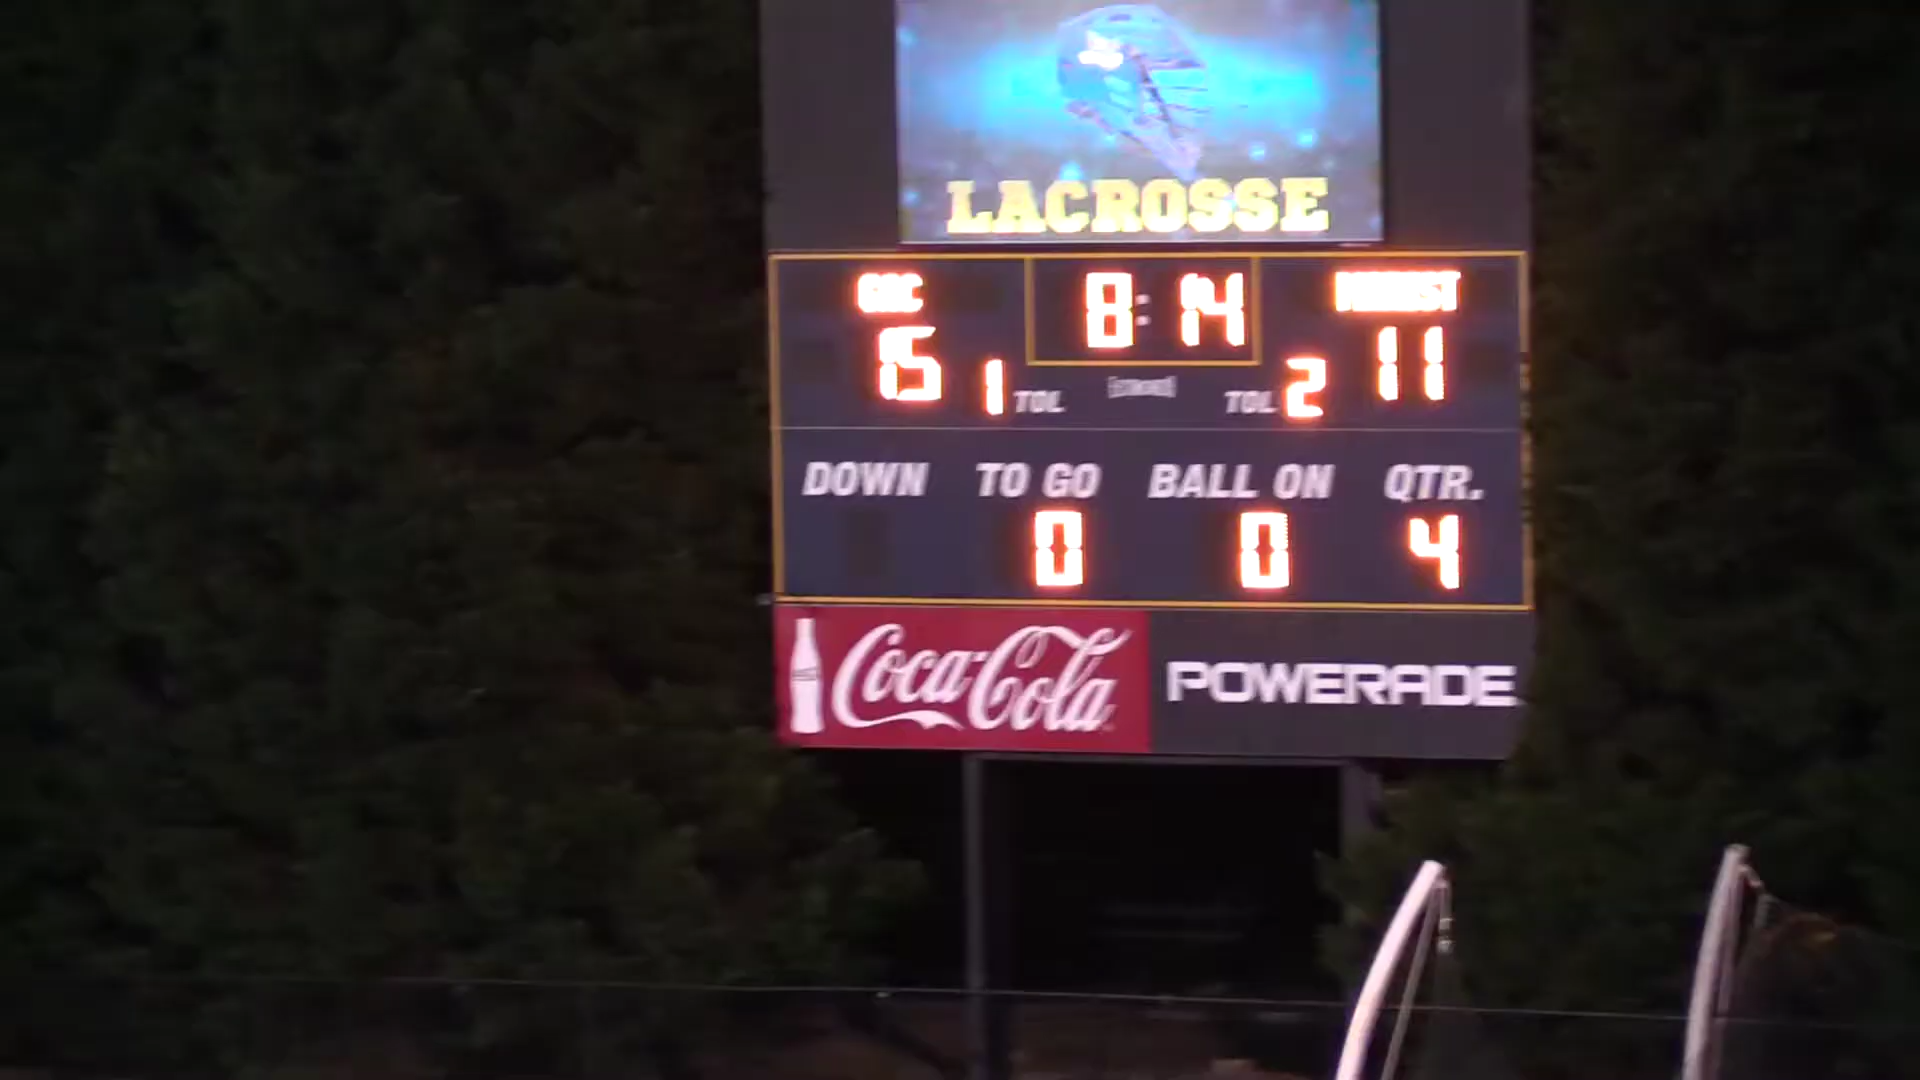 LACROSSE
8:14
15 1 TOL TOL 2 11
DOWN TO GO BALL ON QTR.
0 0 4
Coca-Cola
POWERADE